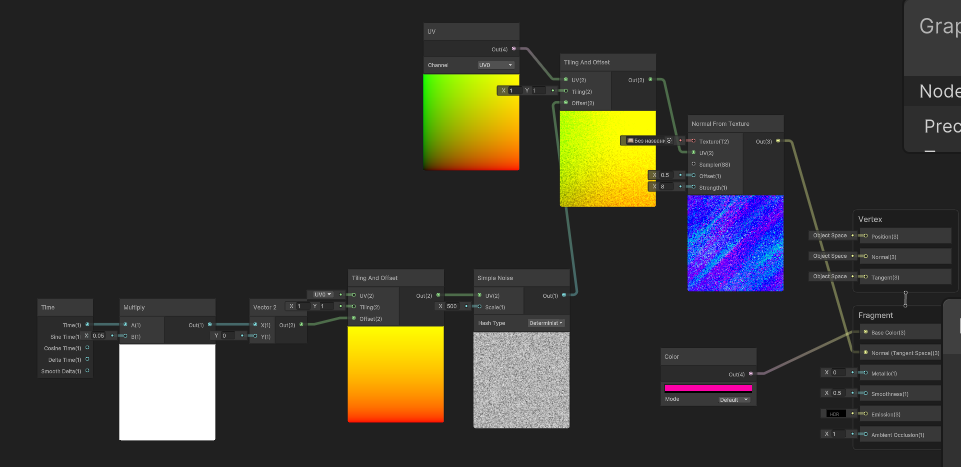 UV
Out(4)
Channel
UV0
Tiling And Offset
UV(2)
Out(2)
X 1 Y 1
Tiling(2)
Offset(2)
Normal From Texture
Без назван
Texture(T2)
Out(3)
UV(2)
Sampler(SS)
X 0.5
Offset(1)
X 8
Strength(1)
Grap
Node
Prec
Vertex
Object Space
Position(3)
Object Space
Normal(3)
Object Space
Tangent(3)
Fragment
Base Color(3)
Normal (Tangent Space)(3)
X 0
Metallic(1)
X 0.5
Smoothness(1)
HDR
Emission(3)
X 1
Ambient Occlusion(1)
Time
Time(1)
Sine Time(1)
Cosine Time(1)
Delta Time(1)
Smooth Delta(1)
Multiply
A(1)
Out(1)
X 0.05
B(1)
Vector 2
X(1)
Out(2)
Y 0
Y(1)
Tiling And Offset
UV0
UV(2)
Out(2)
X 1 Y 1
Tiling(2)
Offset(2)
Simple Noise
UV(2)
Out(1)
X 500
Scale(1)
Hash Type
Determinist
Color
Out(4)
Mode
Default